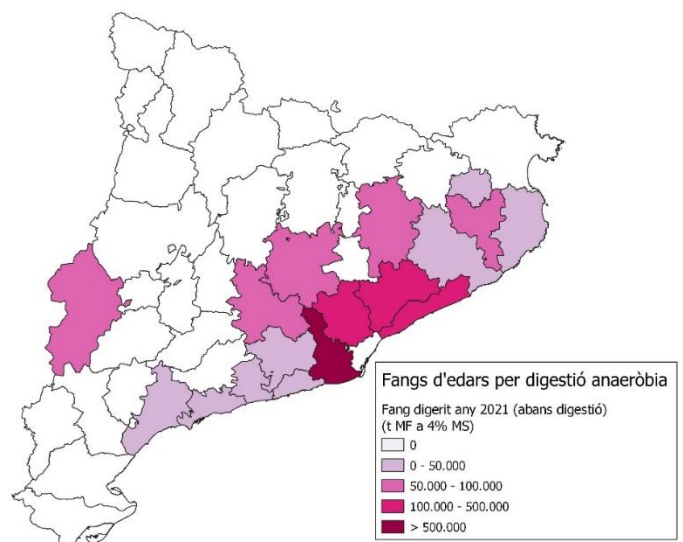 Fangs d'edars per digestió anaeròbia
Fang digerit any 2021 (abans digestió)
(t MF a 4% MS)
0
0 - 50.000
50.000 - 100.000
100.000 - 500.000
> 500.000